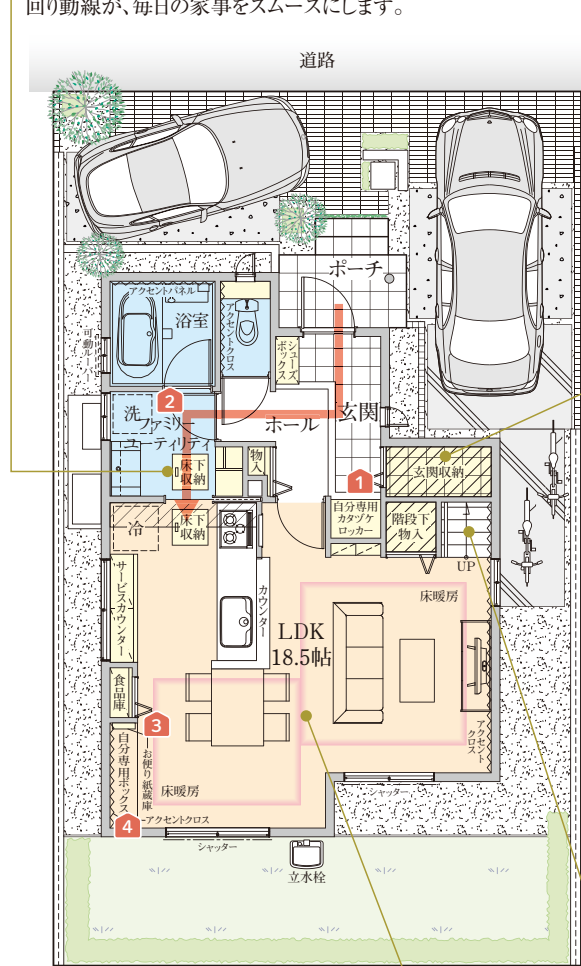 回り動線が、毎日の家事をスムーズにします。
道路
ポーチ
アクセントパネル
浴室
アクセントクロス
シューズ
ボックス
可動ルーバー
2
洗
ファミリー
ユーティリティ
ホール
玄関
床下
収納
物入
1
玄関収納
冷
床下
収納
自分専用
カタヅケ
ロッカー
階段下
物入
UP
サービスカウンター
カウンター
床暖房
LDK
18.5帖
食品庫
3
お便り紙蔵庫
自分専用ボックス
床暖房
アクセント
クロス
4
アクセントクロス
シャッター
シャッター
立水栓